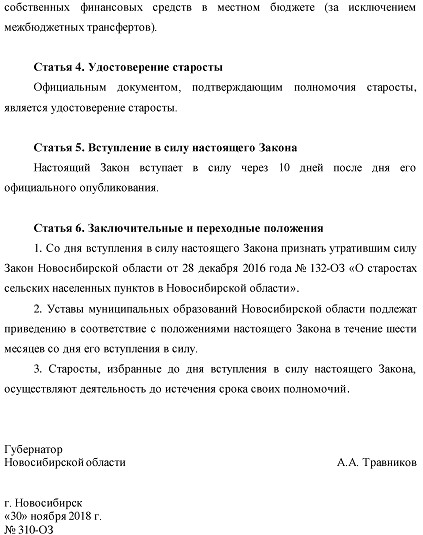 собственных финансовых средств в местном бюджете (за исключением
межбюджетных трансфертов).
Статья 4. Удостоверение старосты
Официальным документом, подтверждающим полномочия старосты,
является удостоверение старосты.
Статья 5. Вступление в силу настоящего Закона
Настоящий Закон вступает в силу через 10 дней после дня его
официального опубликования.
Статья 6. Заключительные и переходные положения
1. Со дня вступления в силу настоящего Закона признать утратившим силу
Закон Новосибирской области от 28 декабря 2016 года № 132-ОЗ «О старостах
сельских населенных пунктов в Новосибирской области».
2. Уставы муниципальных образований Новосибирской области подлежат
приведению в соответствие с положениями настоящего Закона в течение шести
месяцев со дня его вступления в силу.
3. Старосты, избранные до дня вступления в силу настоящего Закона,
осуществляют деятельность до истечения срока своих полномочий.
Губернатор
Новосибирской области А.А. Травников
г. Новосибирск
«30» ноября 2018 г.
№ 310-ОЗ